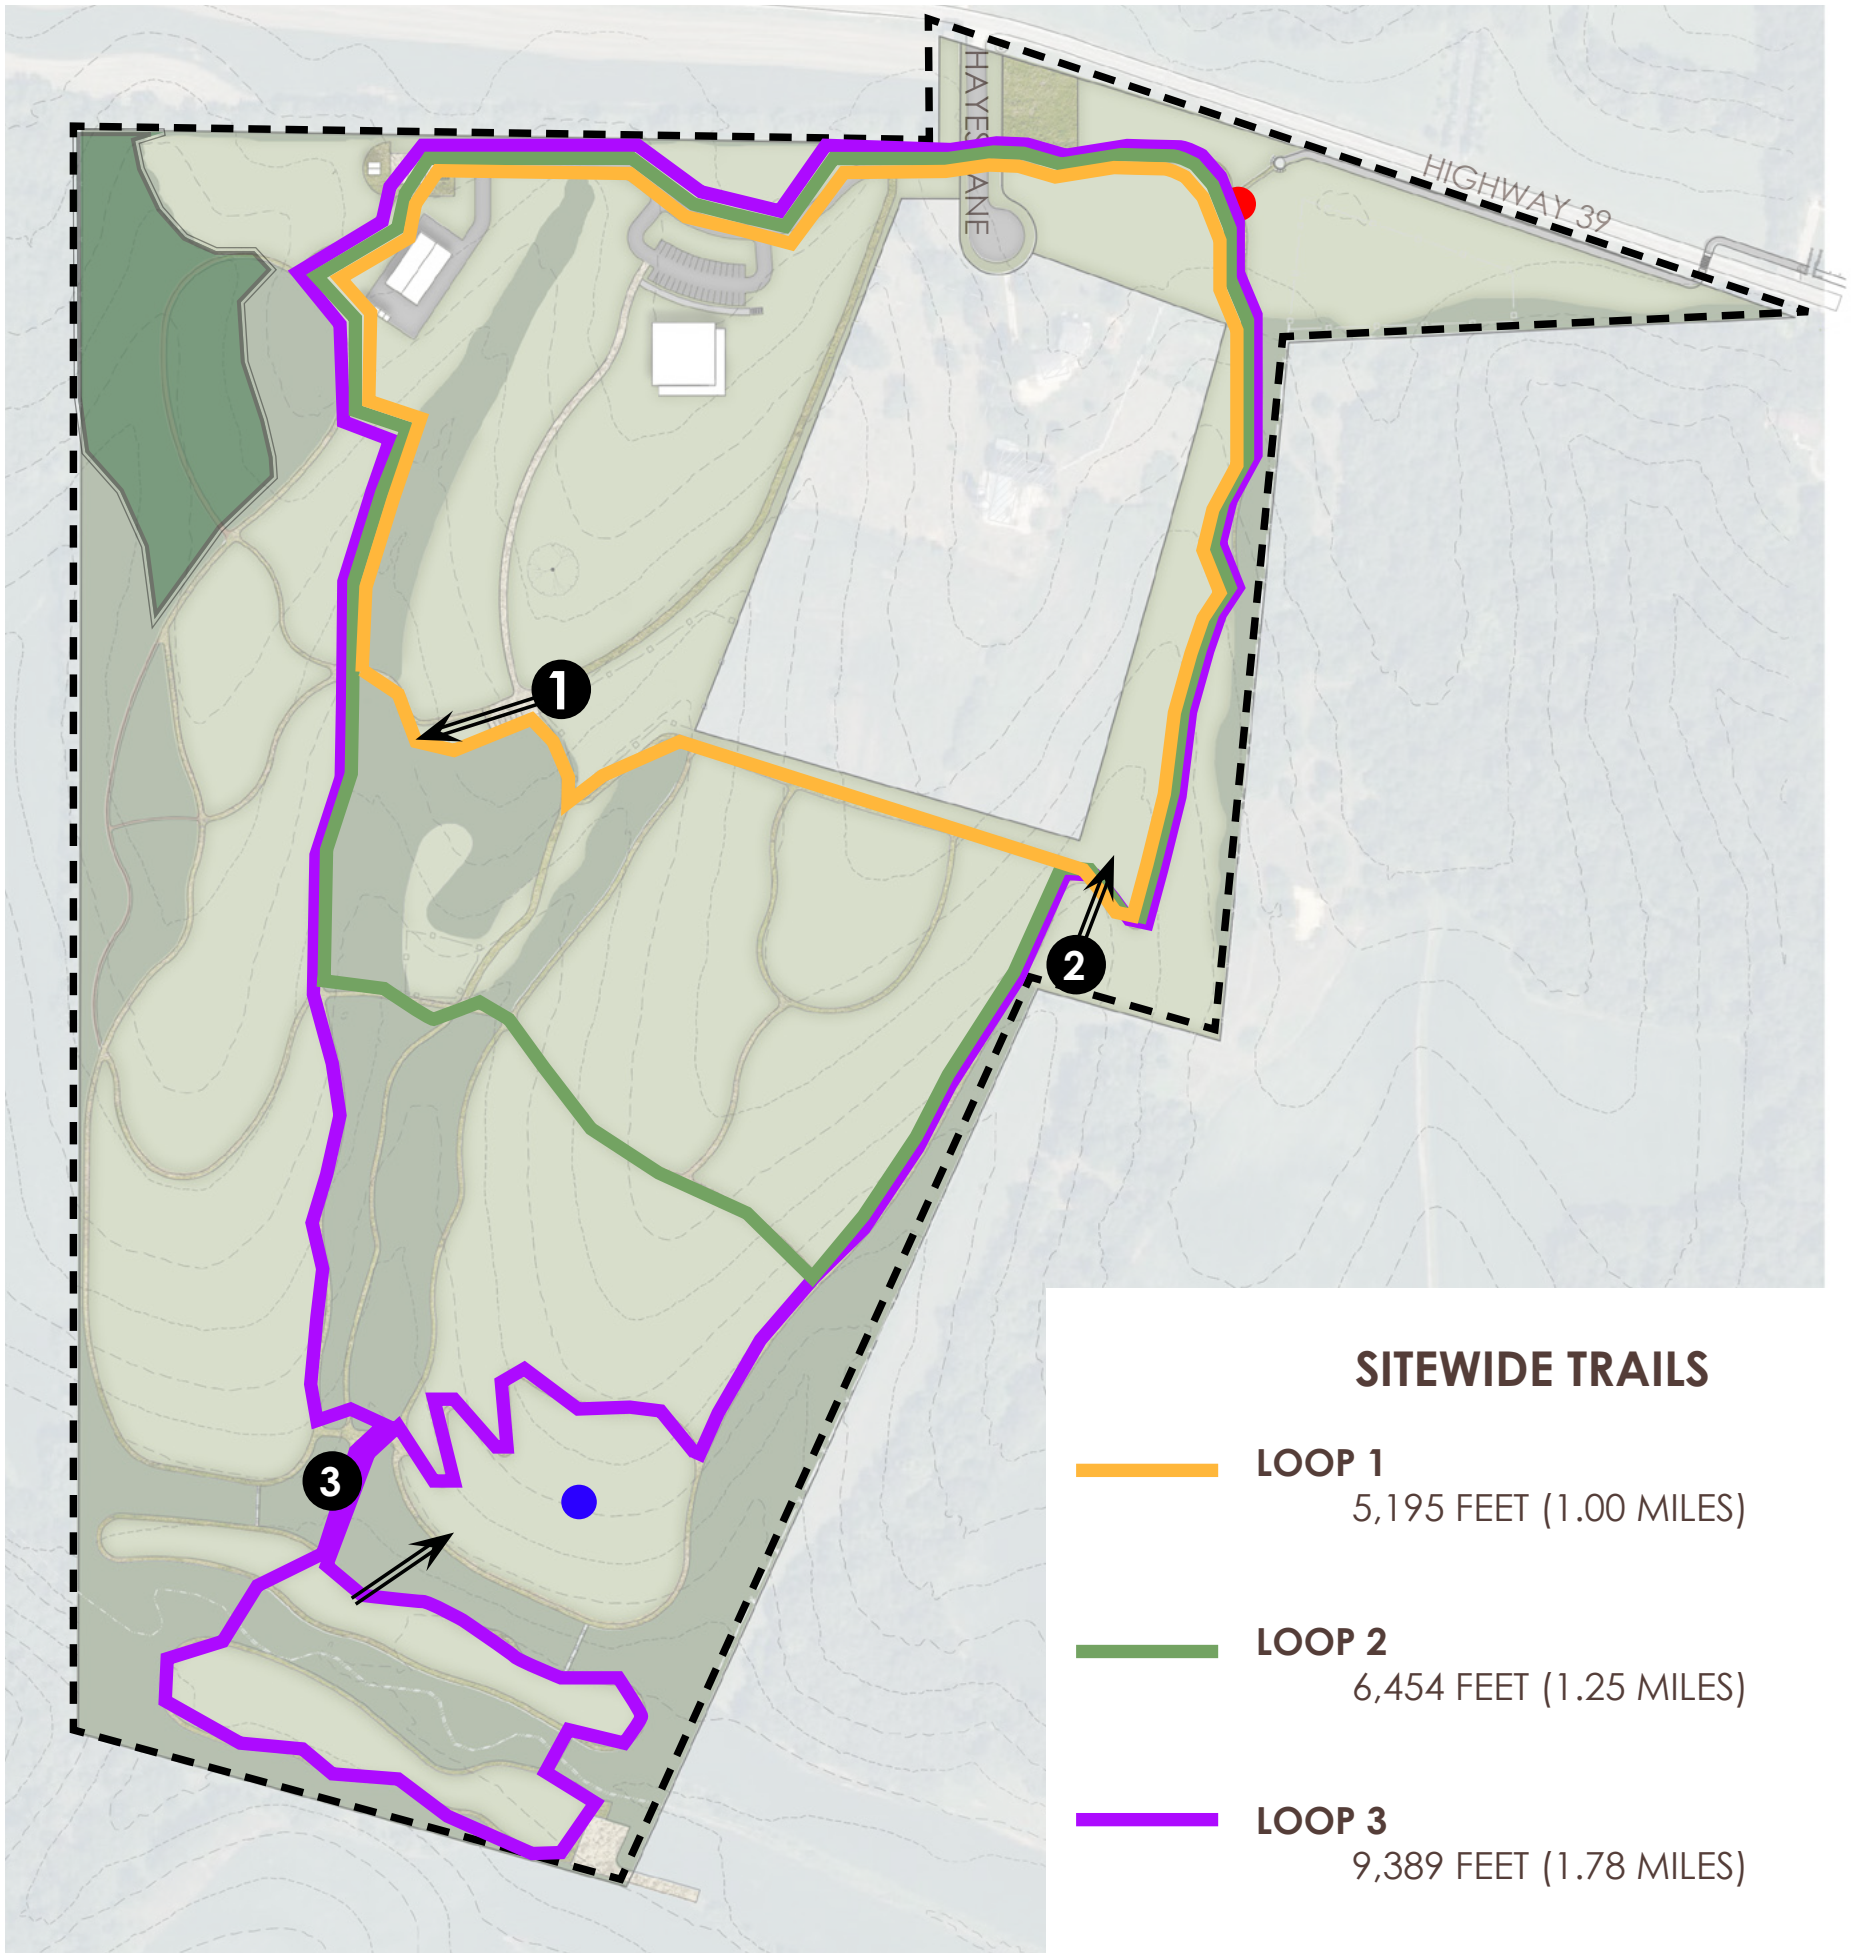 HAYES LANE
HIGHWAY 39
1
2
3
SITEWIDE TRAILS
LOOP 1
5,195 FEET (1.00 MILES)
LOOP 2
6,454 FEET (1.25 MILES)
LOOP 3
9,389 FEET (1.78 MILES)